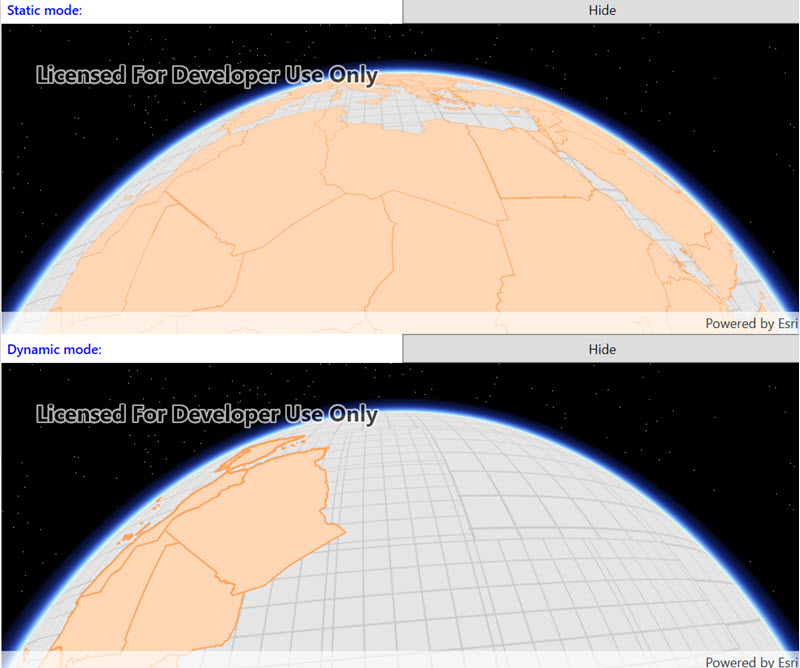 Static mode:
Hide
Licensed For Developer Use Only
Powered by Esri
Dynamic mode:
Hide
Licensed For Developer Use Only
Powered by Esri